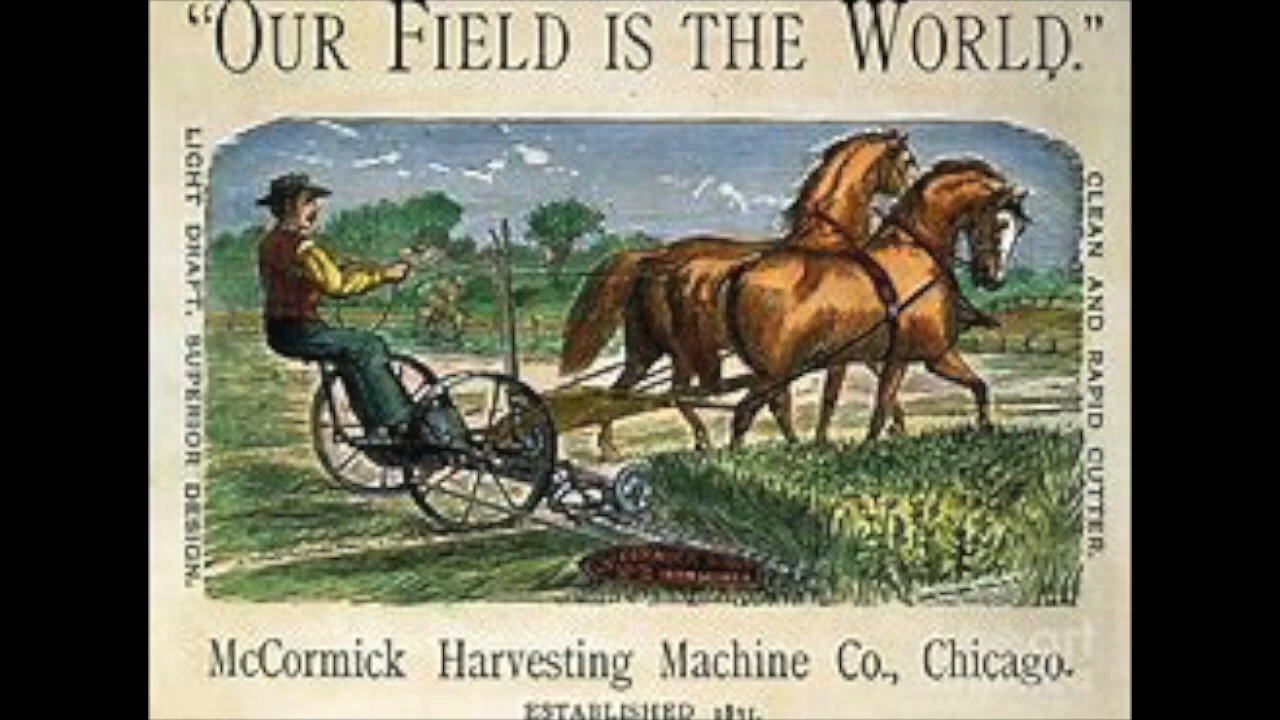 “OUR FIELD IS THE WORLD.”
LIGHT DRAFT. SUPERIOR DESIGN.
CLEAN AND RAPID CUTTER.
McCormick Harvesting Machine Co., Chicago.
ESTABLISHED